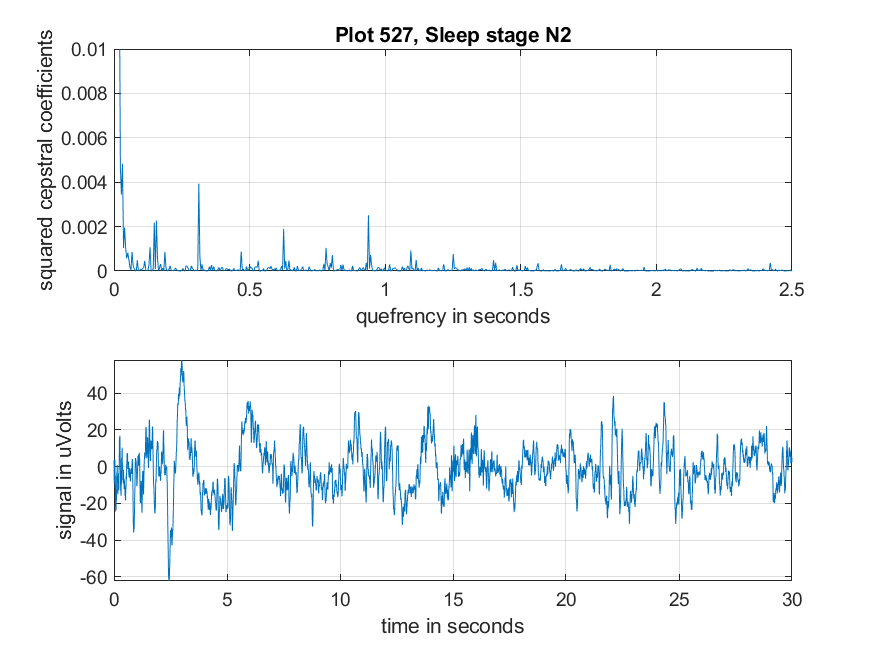 Plot 527, Sleep stage N2
squared cepstral coefficients
0.01
0.008
0.006
0.004
0.002
0
0 0.5 1 1.5 2 2.5
quefrency in seconds
signal in uVolts
40
20
0
-20
-40
-60
0 5 10 15 20 25 30
time in seconds